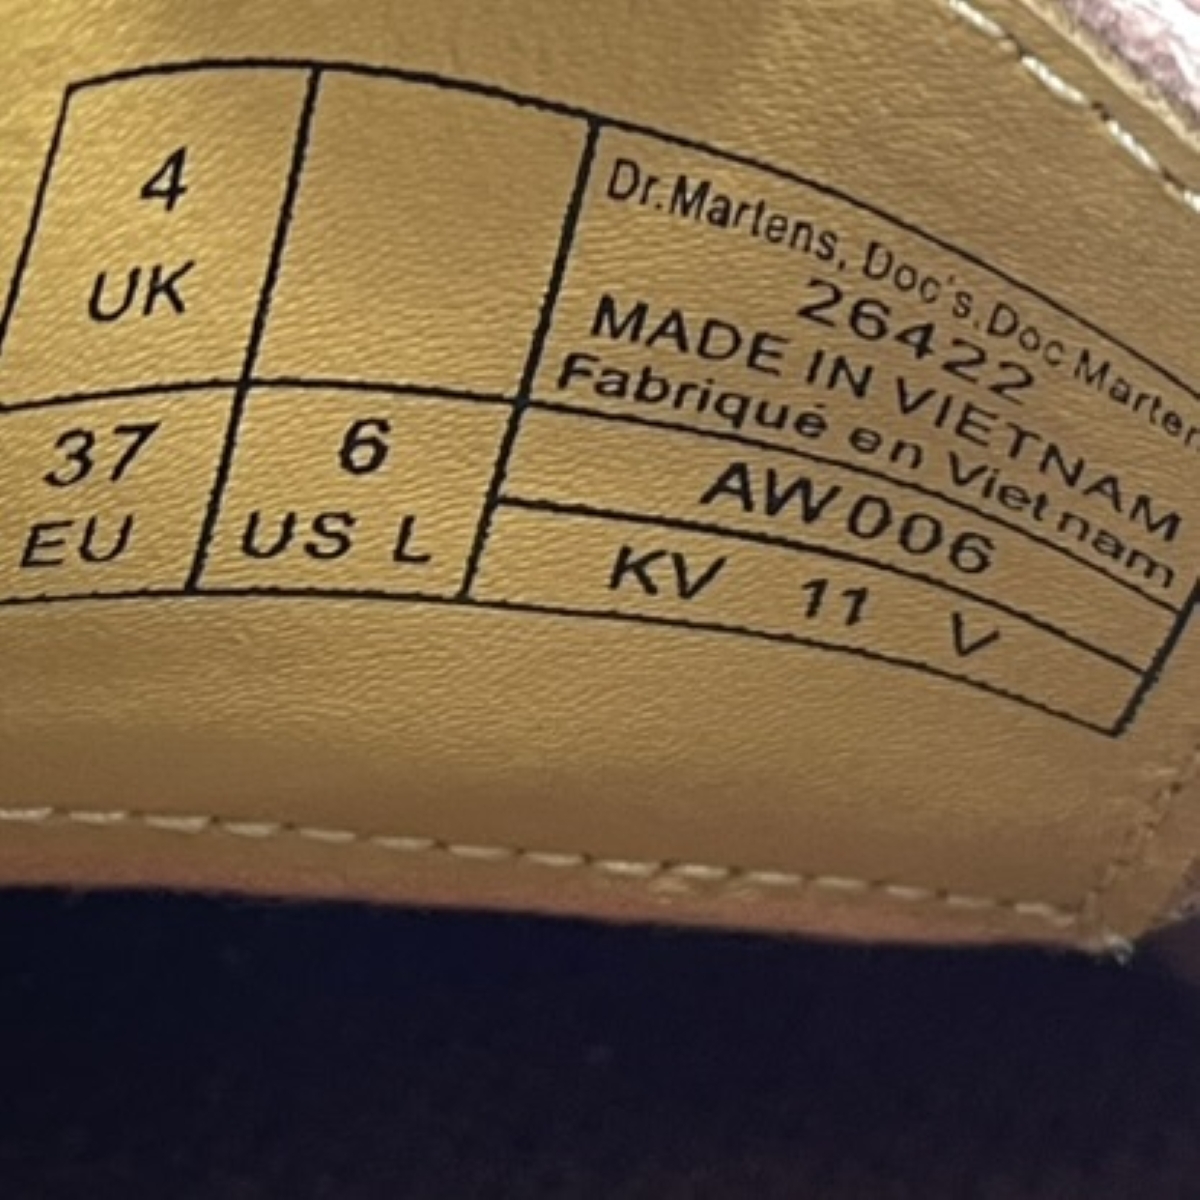 4
UK
37
EU
6
US L
Dr.Martens, Doc's.Doc
26422
MADE IN VIETNAM
Fabriqué en Vietnam
AW006
KV 11 V